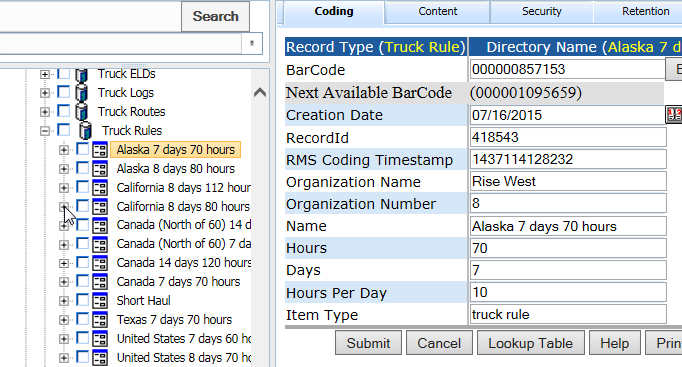 Search
Truck ELDs
Truck Logs
Truck Routes
Truck Rules
Alaska 7 days 70 hours
Alaska 8 days 80 hours
California 8 days 112 hour
California 8 days 80 hours
Canada (North of 60) 14 d
Canada (North of 60) 7 da
Canada 14 days 120 hours
Canada 7 days 70 hours
Short Haul
Texas 7 days 70 hours
United States 7 days 60 h
United States 8 days 70 h
Coding Content Security Retention
Record Type (Truck Rule) Directory Name (Alaska 7 d
BarCode 000000857153
Next Available BarCode (000001095659)
Creation Date 07/16/2015
RecordId 418543
RMS Coding Timestamp 1437114128232
Organization Name Rise West
Organization Number 8
Name Alaska 7 days 70 hours
Hours 70
Days 7
Hours Per Day 10
Item Type truck rule
Submit Cancel Lookup Table Help Prin